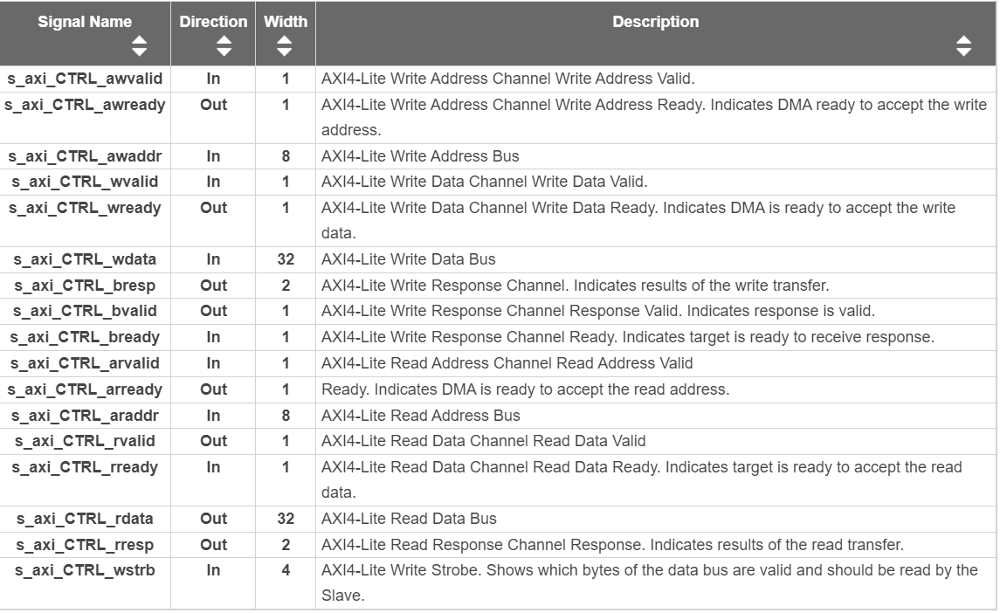 Signal Name Direction Width Description
s_axi_CTRL_awvalid In 1 AXI4-Lite Write Address Channel Write Address Valid.
s_axi_CTRL_awready Out 1 AXI4-Lite Write Address Channel Write Address Ready. Indicates DMA ready to accept the write
address.
s_axi_CTRL_awaddr In 8 AXI4-Lite Write Address Bus
s_axi_CTRL_wvalid In 1 AXI4-Lite Write Data Channel Write Data Valid.
s_axi_CTRL_wready Out 1 AXI4-Lite Write Data Channel Write Data Ready. Indicates DMA is ready to accept the write
data.
s_axi_CTRL_wdata In 32 AXI4-Lite Write Data Bus
s_axi_CTRL_bresp Out 2 AXI4-Lite Write Response Channel. Indicates results of the write transfer.
s_axi_CTRL_bvalid Out 1 AXI4-Lite Write Response Channel Response Valid. Indicates response is valid.
s_axi_CTRL_bready In 1 AXI4-Lite Write Response Channel Ready. Indicates target is ready to receive response.
s_axi_CTRL_arvalid In 1 AXI4-Lite Read Address Channel Read Address Valid
s_axi_CTRL_arready Out 1 Ready. Indicates DMA is ready to accept the read address.
s_axi_CTRL_araddr In 8 AXI4-Lite Read Address Bus
s_axi_CTRL_rvalid Out 1 AXI4-Lite Read Data Channel Read Data Valid
s_axi_CTRL_rready In 1 AXI4-Lite Read Data Channel Read Data Ready. Indicates target is ready to accept the read
data.
s_axi_CTRL_rdata Out 32 AXI4-Lite Read Data Bus
s_axi_CTRL_rresp Out 2 AXI4-Lite Read Response Channel Response. Indicates results of the read transfer.
s_axi_CTRL_wstrb In 4 AXI4-Lite Write Strobe. Shows which bytes of the data bus are valid and should be read by the
Slave.